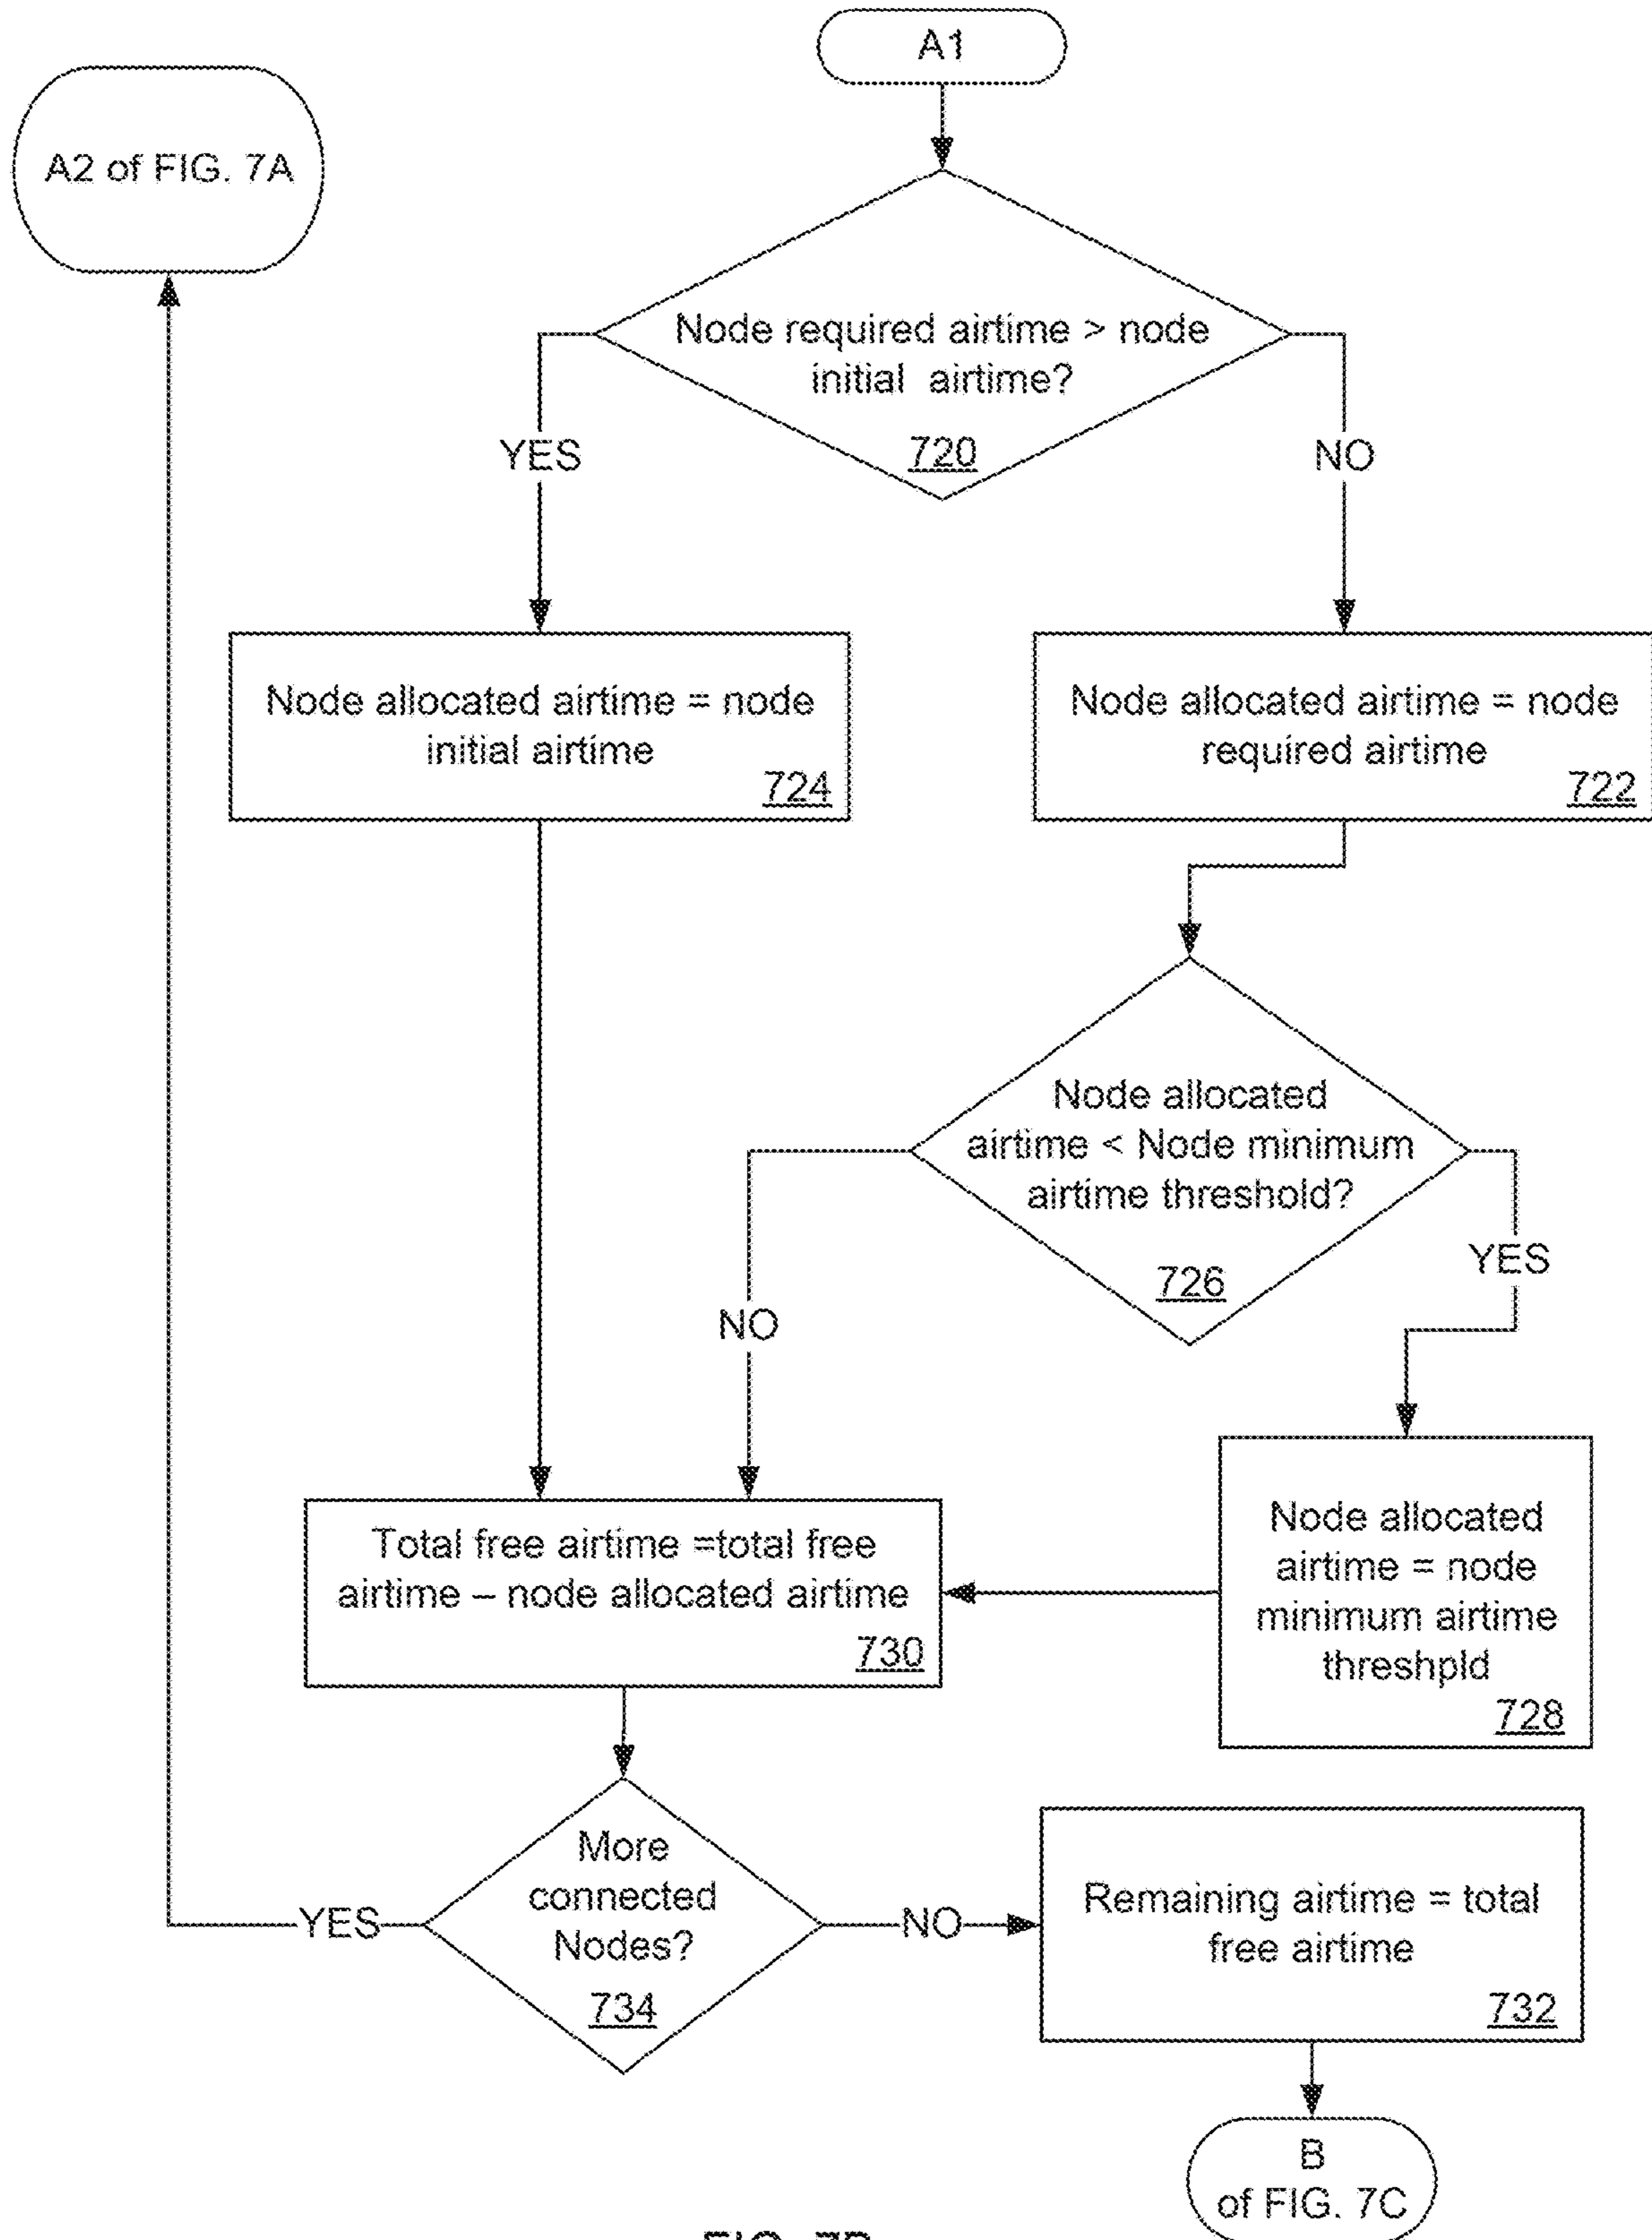 A1
A2 of FIG. 7A
Node required airtime > node
initial airtime?
720
YES
NO
Node allocated airtime = node
initial airtime
724
Node allocated airtime = node
required airtime
722
Node allocated
airtime < Node minimum
airtime threshold?
726
NO
YES
Total free airtime =total free
airtime – node allocated airtime
730
Node allocated
airtime = node
minimum airtime
threshpld
728
More
connected
Nodes?
734
YES
NO
Remaining airtime = total
free airtime
732
B
of FIG. 7C